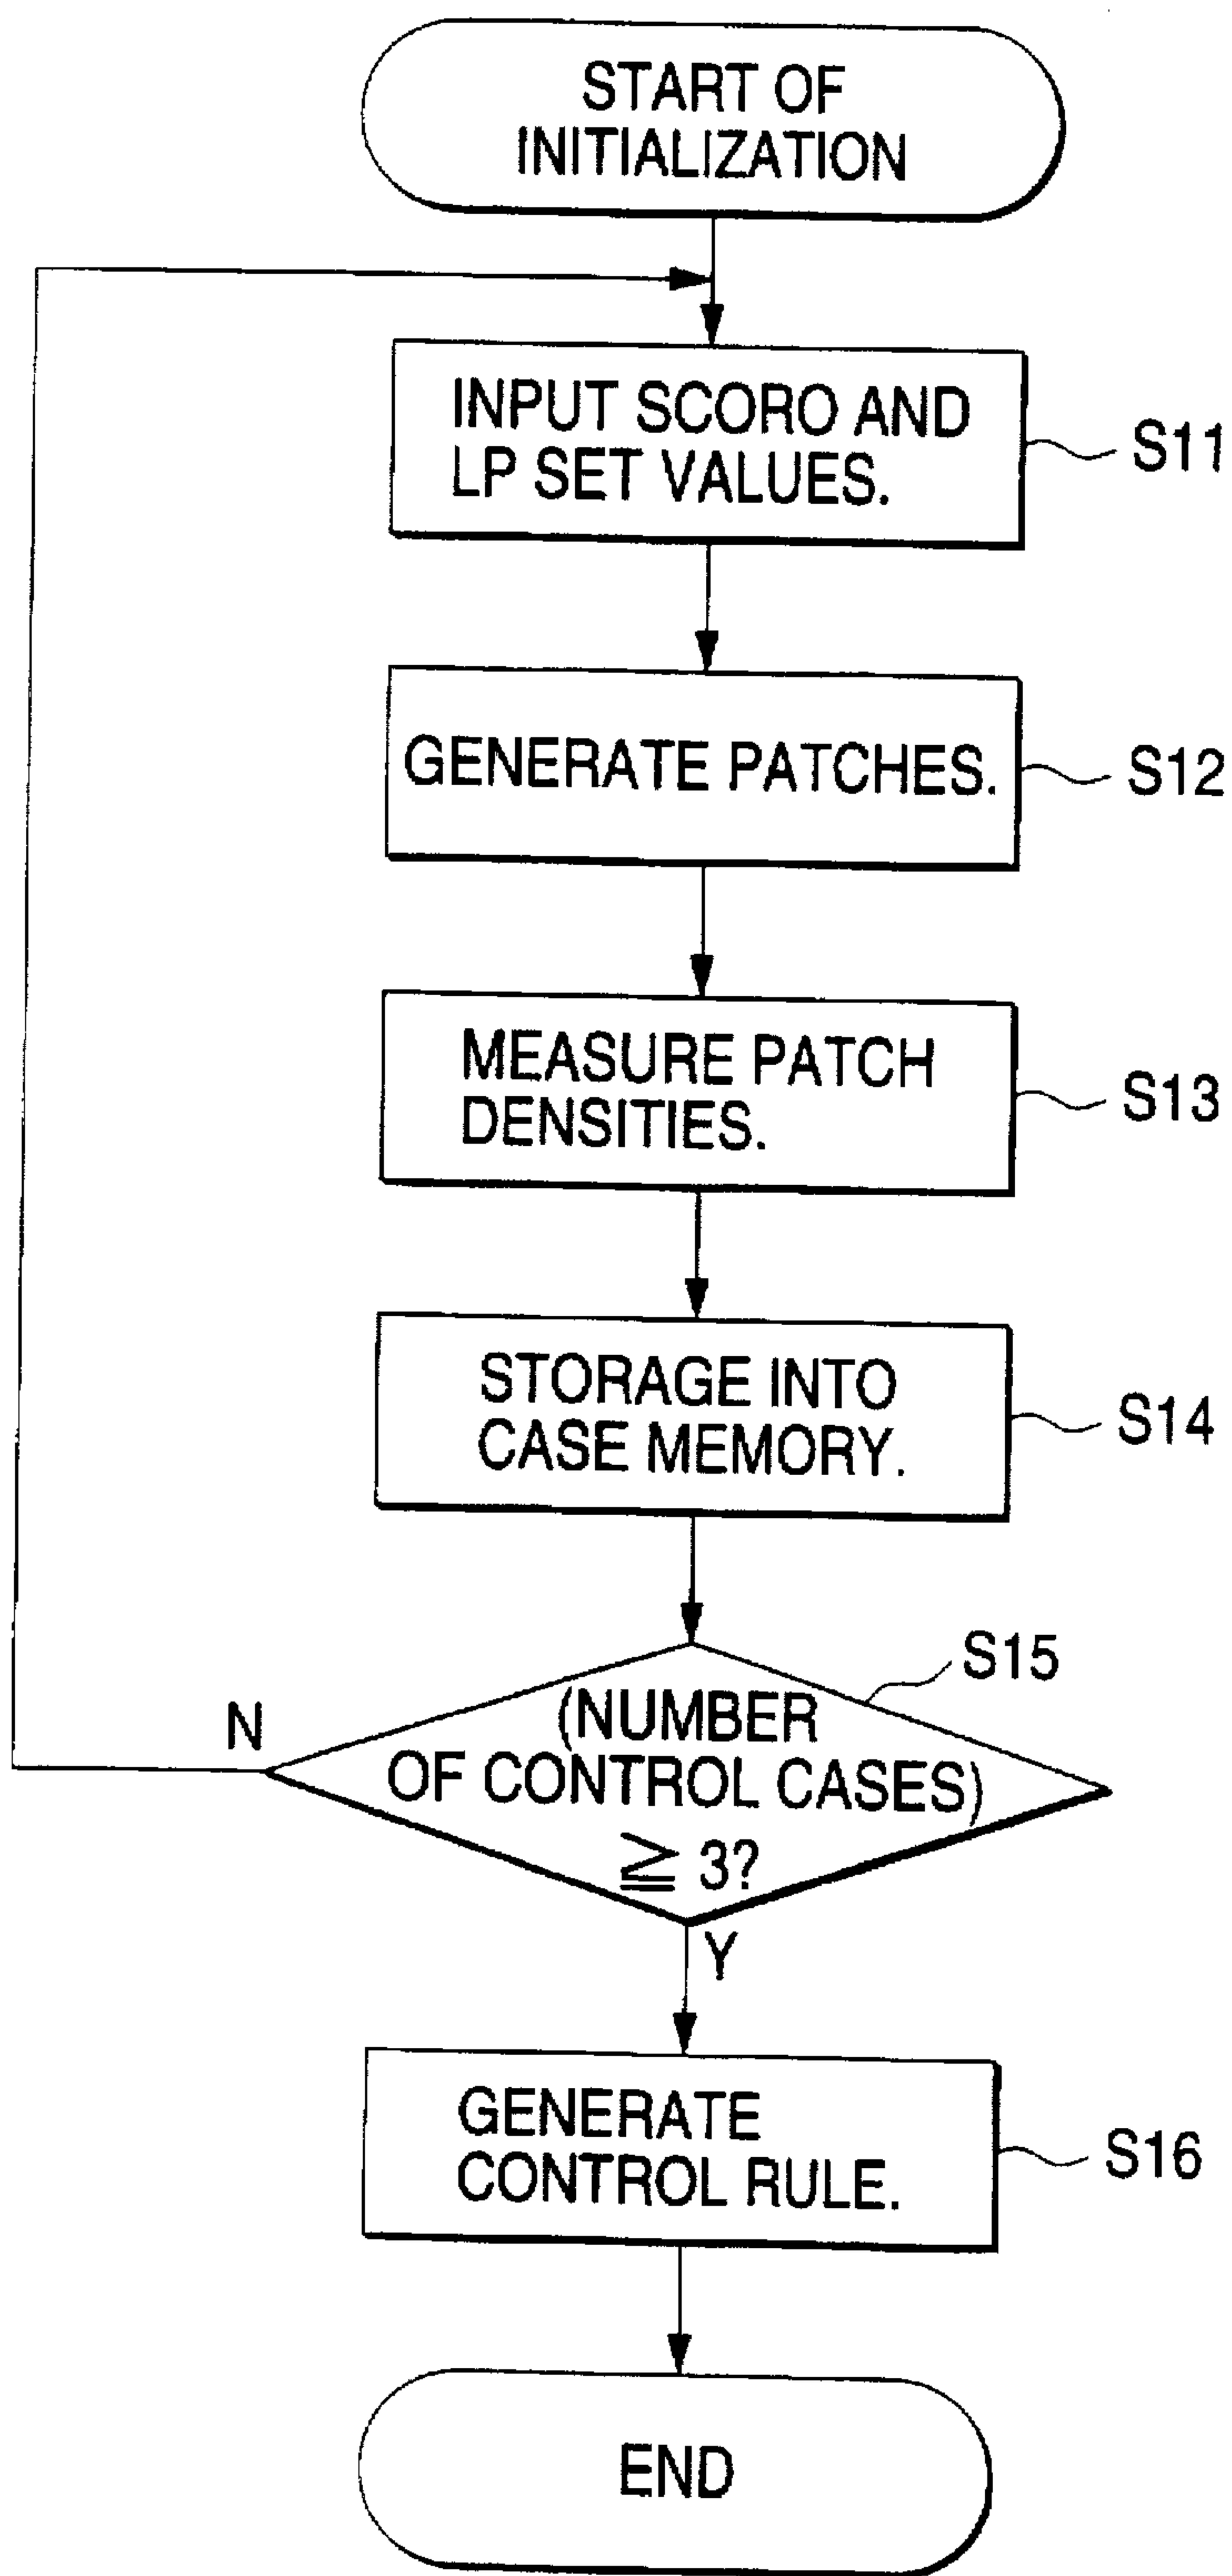 START OF
INITIALIZATION
INPUT SCORO AND
LP SET VALUES.
S11
GENERATE PATCHES.
S12
MEASURE PATCH
DENSITIES.
S13
STORAGE INTO
CASE MEMORY.
S14
S15
N
(NUMBER
OF CONTROL CASES)
≧ 3?
Y
GENERATE
CONTROL RULE.
S16
END